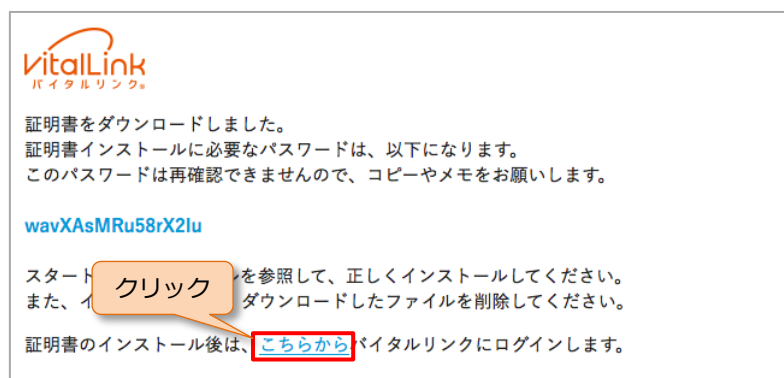 VitalLink
バイタルリンク®
証明書をダウンロードしました。
証明書インストールに必要なパスワードは、以下になります。
このパスワードは再確認できませんので、コピーやメモをお願いします。
wavXAsMRu58rX2lu
スタート を参照して、正しくインストールしてください。
また、イ ダウンロードしたファイルを削除してください。
クリック
証明書のインストール後は、こちらからバイタルリンクにログインします。